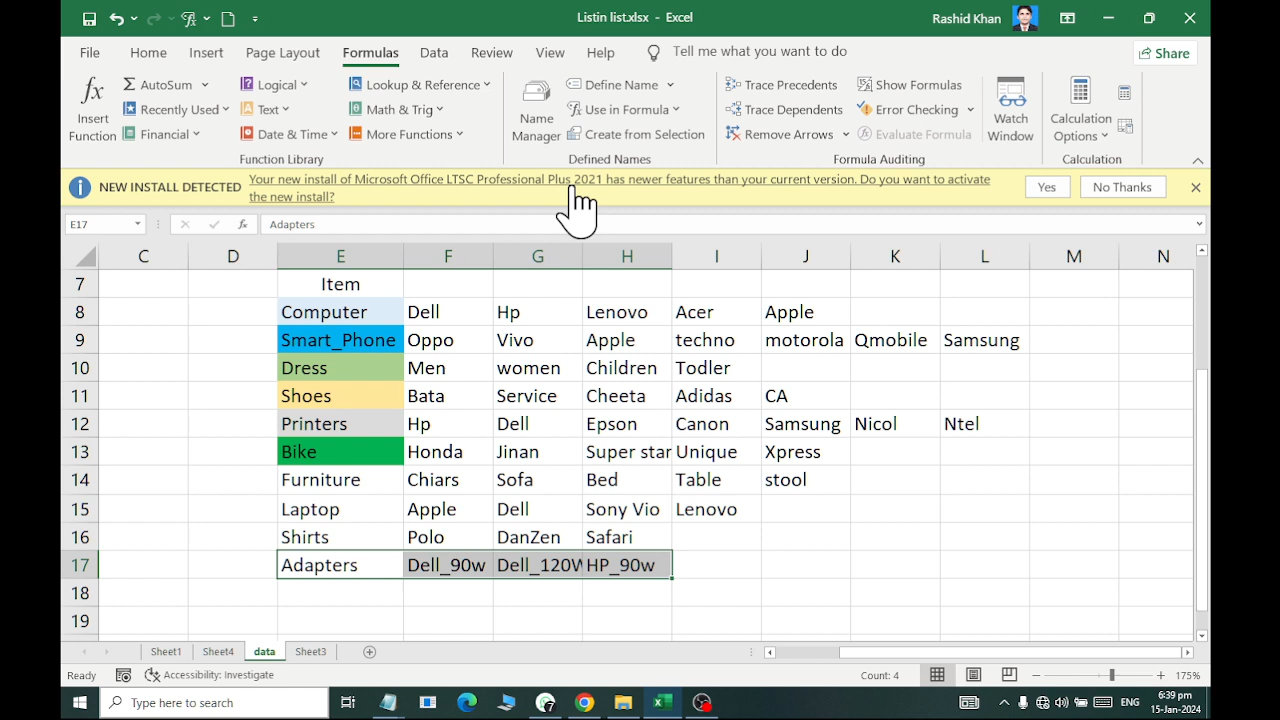 Listin list.xlsx - Excel
Rashid Khan
File Home Insert Page Layout Formulas Data Review View Help Tell me what you want to do Share
fx Insert Function
AutoSum
Recently Used
Financial
Logical
Text
Date & Time
Lookup & Reference
Math & Trig
More Functions
Function Library
Name Manager
Define Name
Use in Formula
Create from Selection
Defined Names
Trace Precedents
Trace Dependents
Remove Arrows
Show Formulas
Error Checking
Evaluate Formula
Formula Auditing
Watch Window
Calculation Options
Calculation
NEW INSTALL DETECTED Your new install of Microsoft Office LTSC Professional Plus 2021 has newer features than your current version. Do you want to activate
the new install?
Yes No Thanks
E17 fx Adapters
C D E F G H I J K L M N
7 Item
8 Computer Dell Hp Lenovo Acer Apple
9 Smart_Phone Oppo Vivo Apple techno motorola Qmobile Samsung
10 Dress Men women Children Todler
11 Shoes Bata Service Cheeta Adidas CA
12 Printers Hp Dell Epson Canon Samsung Nicol Ntel
13 Bike Honda Jinan Super star Unique Xpress
14 Furniture Chiars Sofa Bed Table stool
15 Laptop Apple Dell Sony Vio Lenovo
16 Shirts Polo DanZen Safari
17 Adapters Dell_90w Dell_120W HP_90w
18
19
Sheet1 Sheet4 data Sheet3
Ready Accessibility: Investigate Count: 4 175%
Type here to search
ENG
6:39 pm
15-Jan-2024